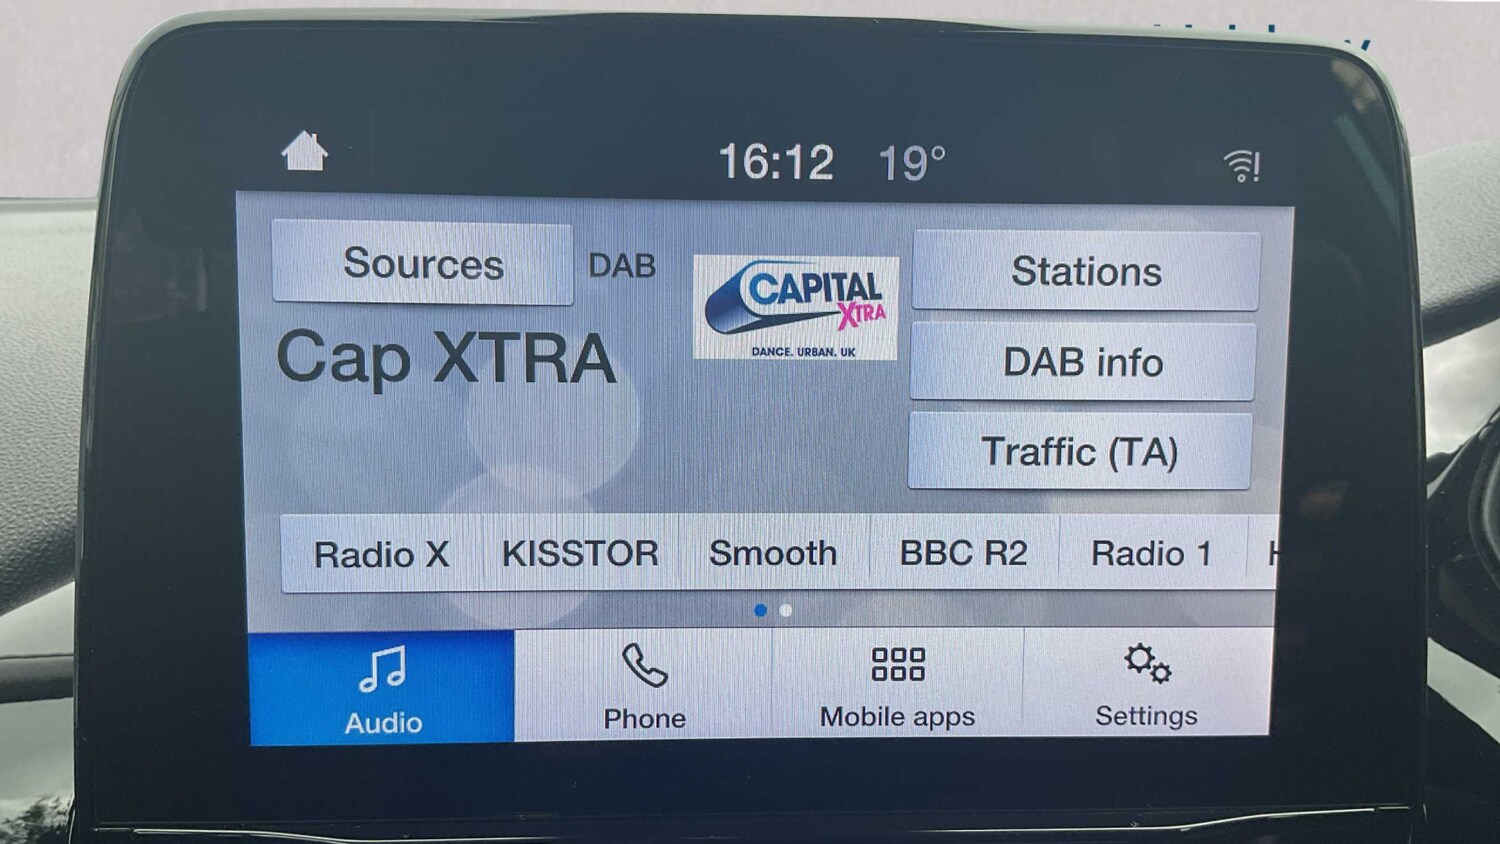 16:12 19°
Sources DAB
CAPITAL
XTRA
DANCE. URBAN. UK
Stations
Cap XTRA
DAB info
Traffic (TA)
Radio X KISSTOR Smooth BBC R2 Radio 1
Audio Phone Mobile apps Settings